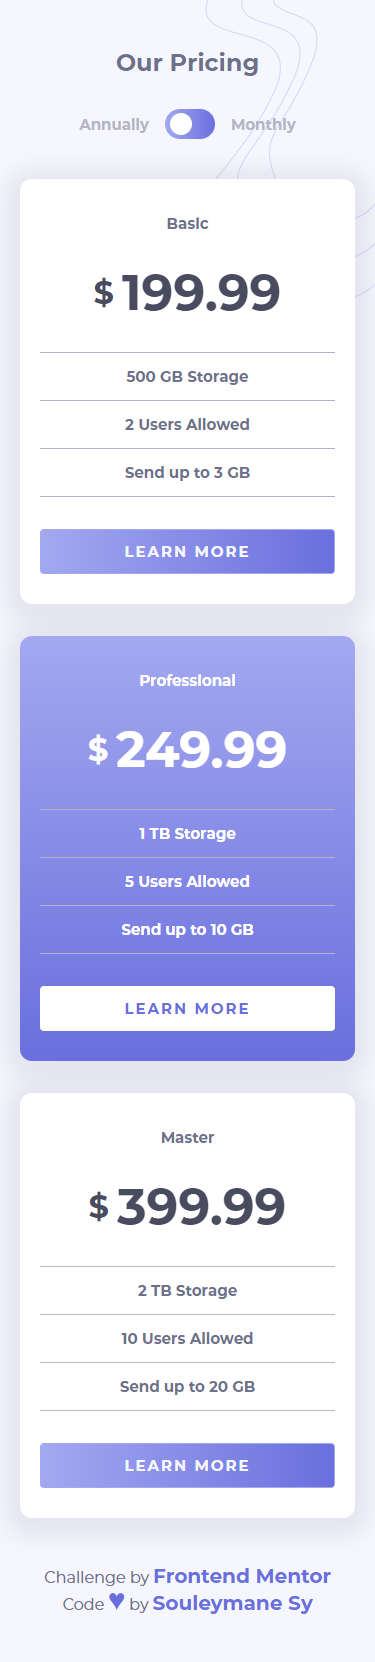 Our Pricing
Annually Monthly
Basic
$ 199.99
500 GB Storage
2 Users Allowed
Send up to 3 GB
LEARN MORE
Professional
$ 249.99
1 TB Storage
5 Users Allowed
Send up to 10 GB
LEARN MORE
Master
$ 399.99
2 TB Storage
10 Users Allowed
Send up to 20 GB
LEARN MORE
Challenge by Frontend Mentor
Code ♥ by Souleymane Sy